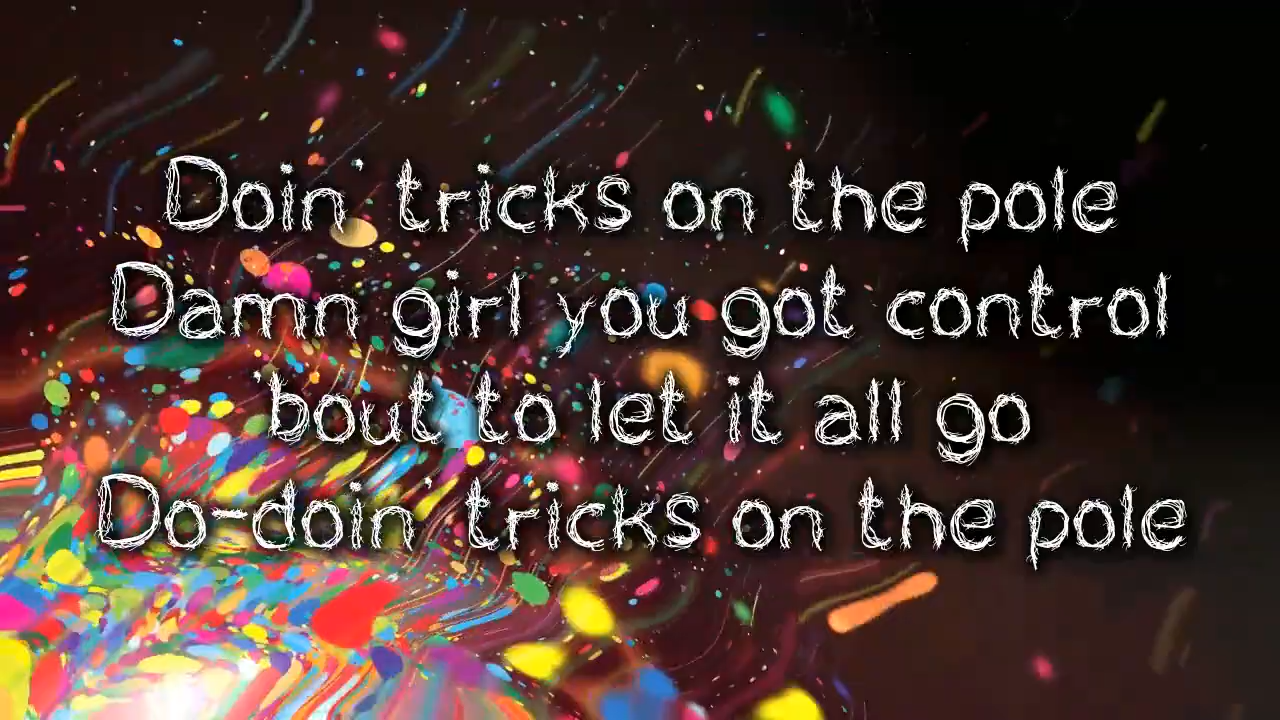 Doin' tricks on the pole
Damn girl you got control
'bout to let it all go
Do-doin' tricks on the pole